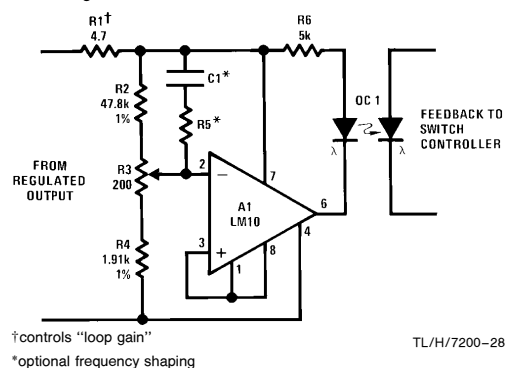 R1†
4.7
R6
5k
C1*
R2
47.8k
1%
R5*
OC 1
FEEDBACK TO
SWITCH
CONTROLLER
λ
λ
FROM
REGULATED
OUTPUT
R3
200
2
−
7
A1
LM10
6
4
3
+
1
8
R4
1.91k
1%
†controls "loop gain"
*optional frequency shaping
TL/H/7200–28